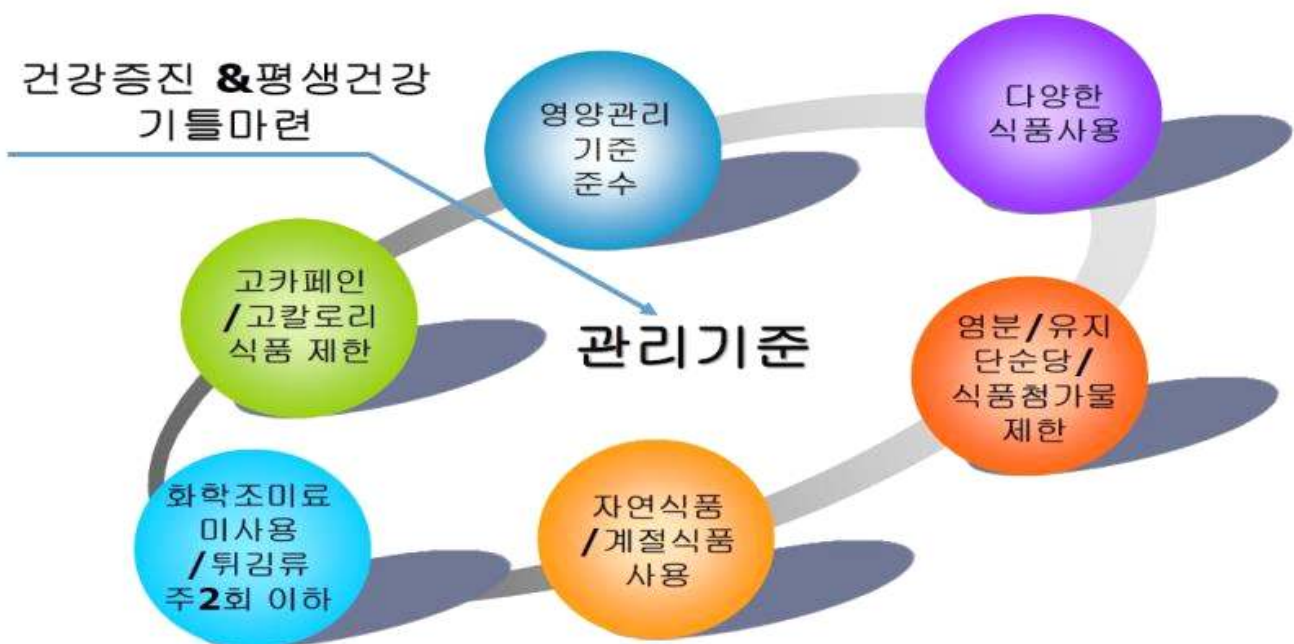 건강증진 &평생건강
기틀마련
영양관리
기준
준수
다양한
식품사용
고카페인
/고칼로리
식품 제한
관리기준
염분/유지
단순당/
식품첨가물
제한
화학조미료
미사용
/튀김류
주2회 이하
자연식품
/계절식품
사용